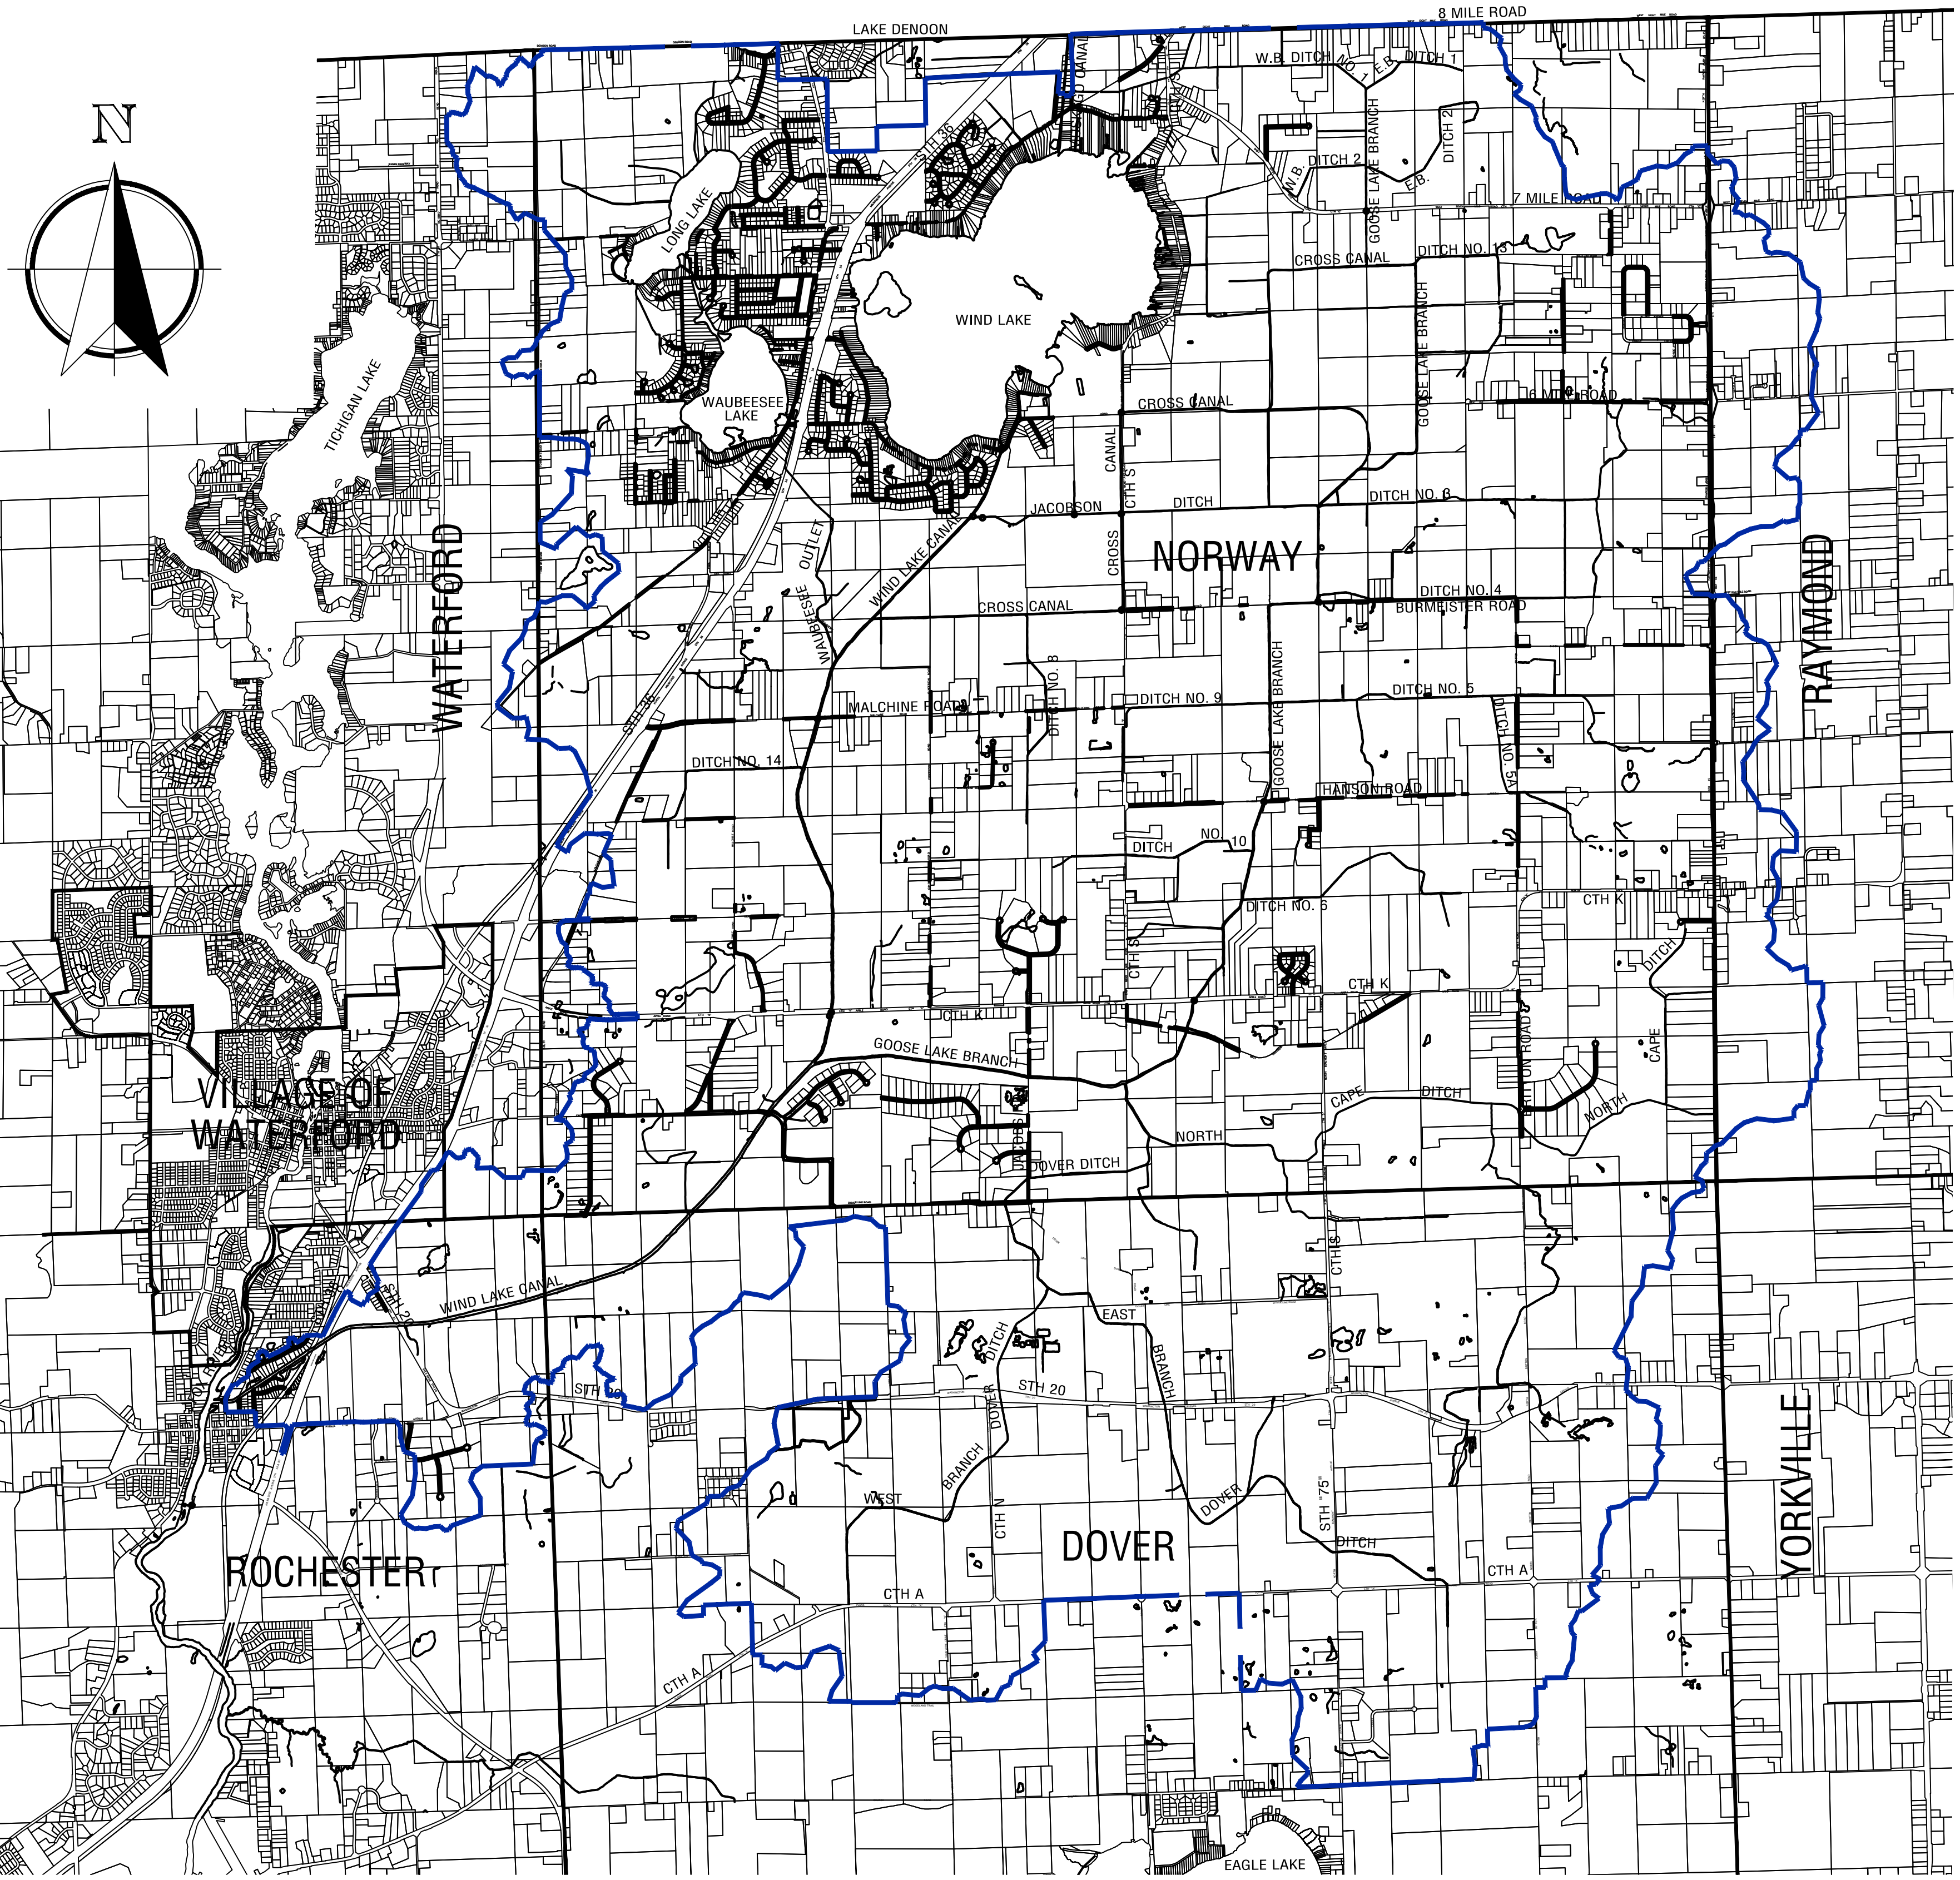 8 MILE ROAD
LAKE DENOON
W.B. DITCH NO. 1 E.B. DITCH 1
N
STH 36
GOOSE LAKE BRANCH
DITCH 2
W.B. DITCH 2
E.B.
7 MILE ROAD
LONG LAKE
DITCH NO. 13
CROSS CANAL
WIND LAKE
GOOSE LAKE BRANCH
TICHIGAN LAKE
WAUBEESEE
LAKE
CROSS CANAL
6 MILE ROAD
CANAL
CTH S
DITCH NO. 3
JACOBSON DITCH
WATERFORD
WAUBESEE OUTLET
WIND LAKE CANAL
CROSS
NORWAY
RAYMOND
DITCH NO. 4
BURMEISTER ROAD
CROSS CANAL
DITCH NO. 8
GOOSE LAKE BRANCH
STH 36
MALCHINE ROAD
DITCH NO. 9
DITCH NO. 5
DITCH NO. 5A
DITCH NO. 14
HANSON ROAD
DITCH NO. 10
DITCH NO. 6
CTH K
CTH S
DITCH
CTH K
CTH K
GOOSE LAKE BRANCH
CAPE
VILLAGE OF
WATERFORD
CAPE DITCH
NORTH
NORTH
DOVER DITCH
CTH S
STH 20
WIND LAKE CANAL
EAST
DITCH
BRANCH
STH 20
STH 20
DOVER
YORKVILLE
BRANCH
WEST
DOVER
CTH N
STH "75"
DITCH
ROCHESTER
DOVER
CTH A
CTH A
CTH A
EAGLE LAKE